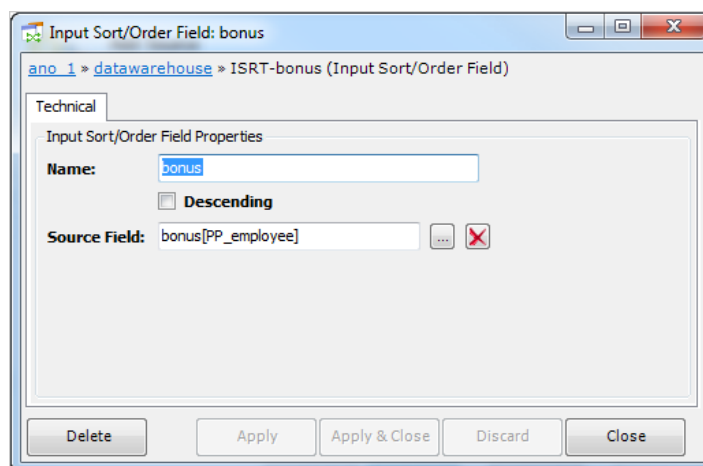 Input Sort/Order Field: bonus
ano_1 » datawarehouse » ISRT-bonus (Input Sort/Order Field)
Technical
Input Sort/Order Field Properties
Name: bonus
Descending
Source Field: bonus[PP_employee] ...
Delete Apply Apply & Close Discard Close